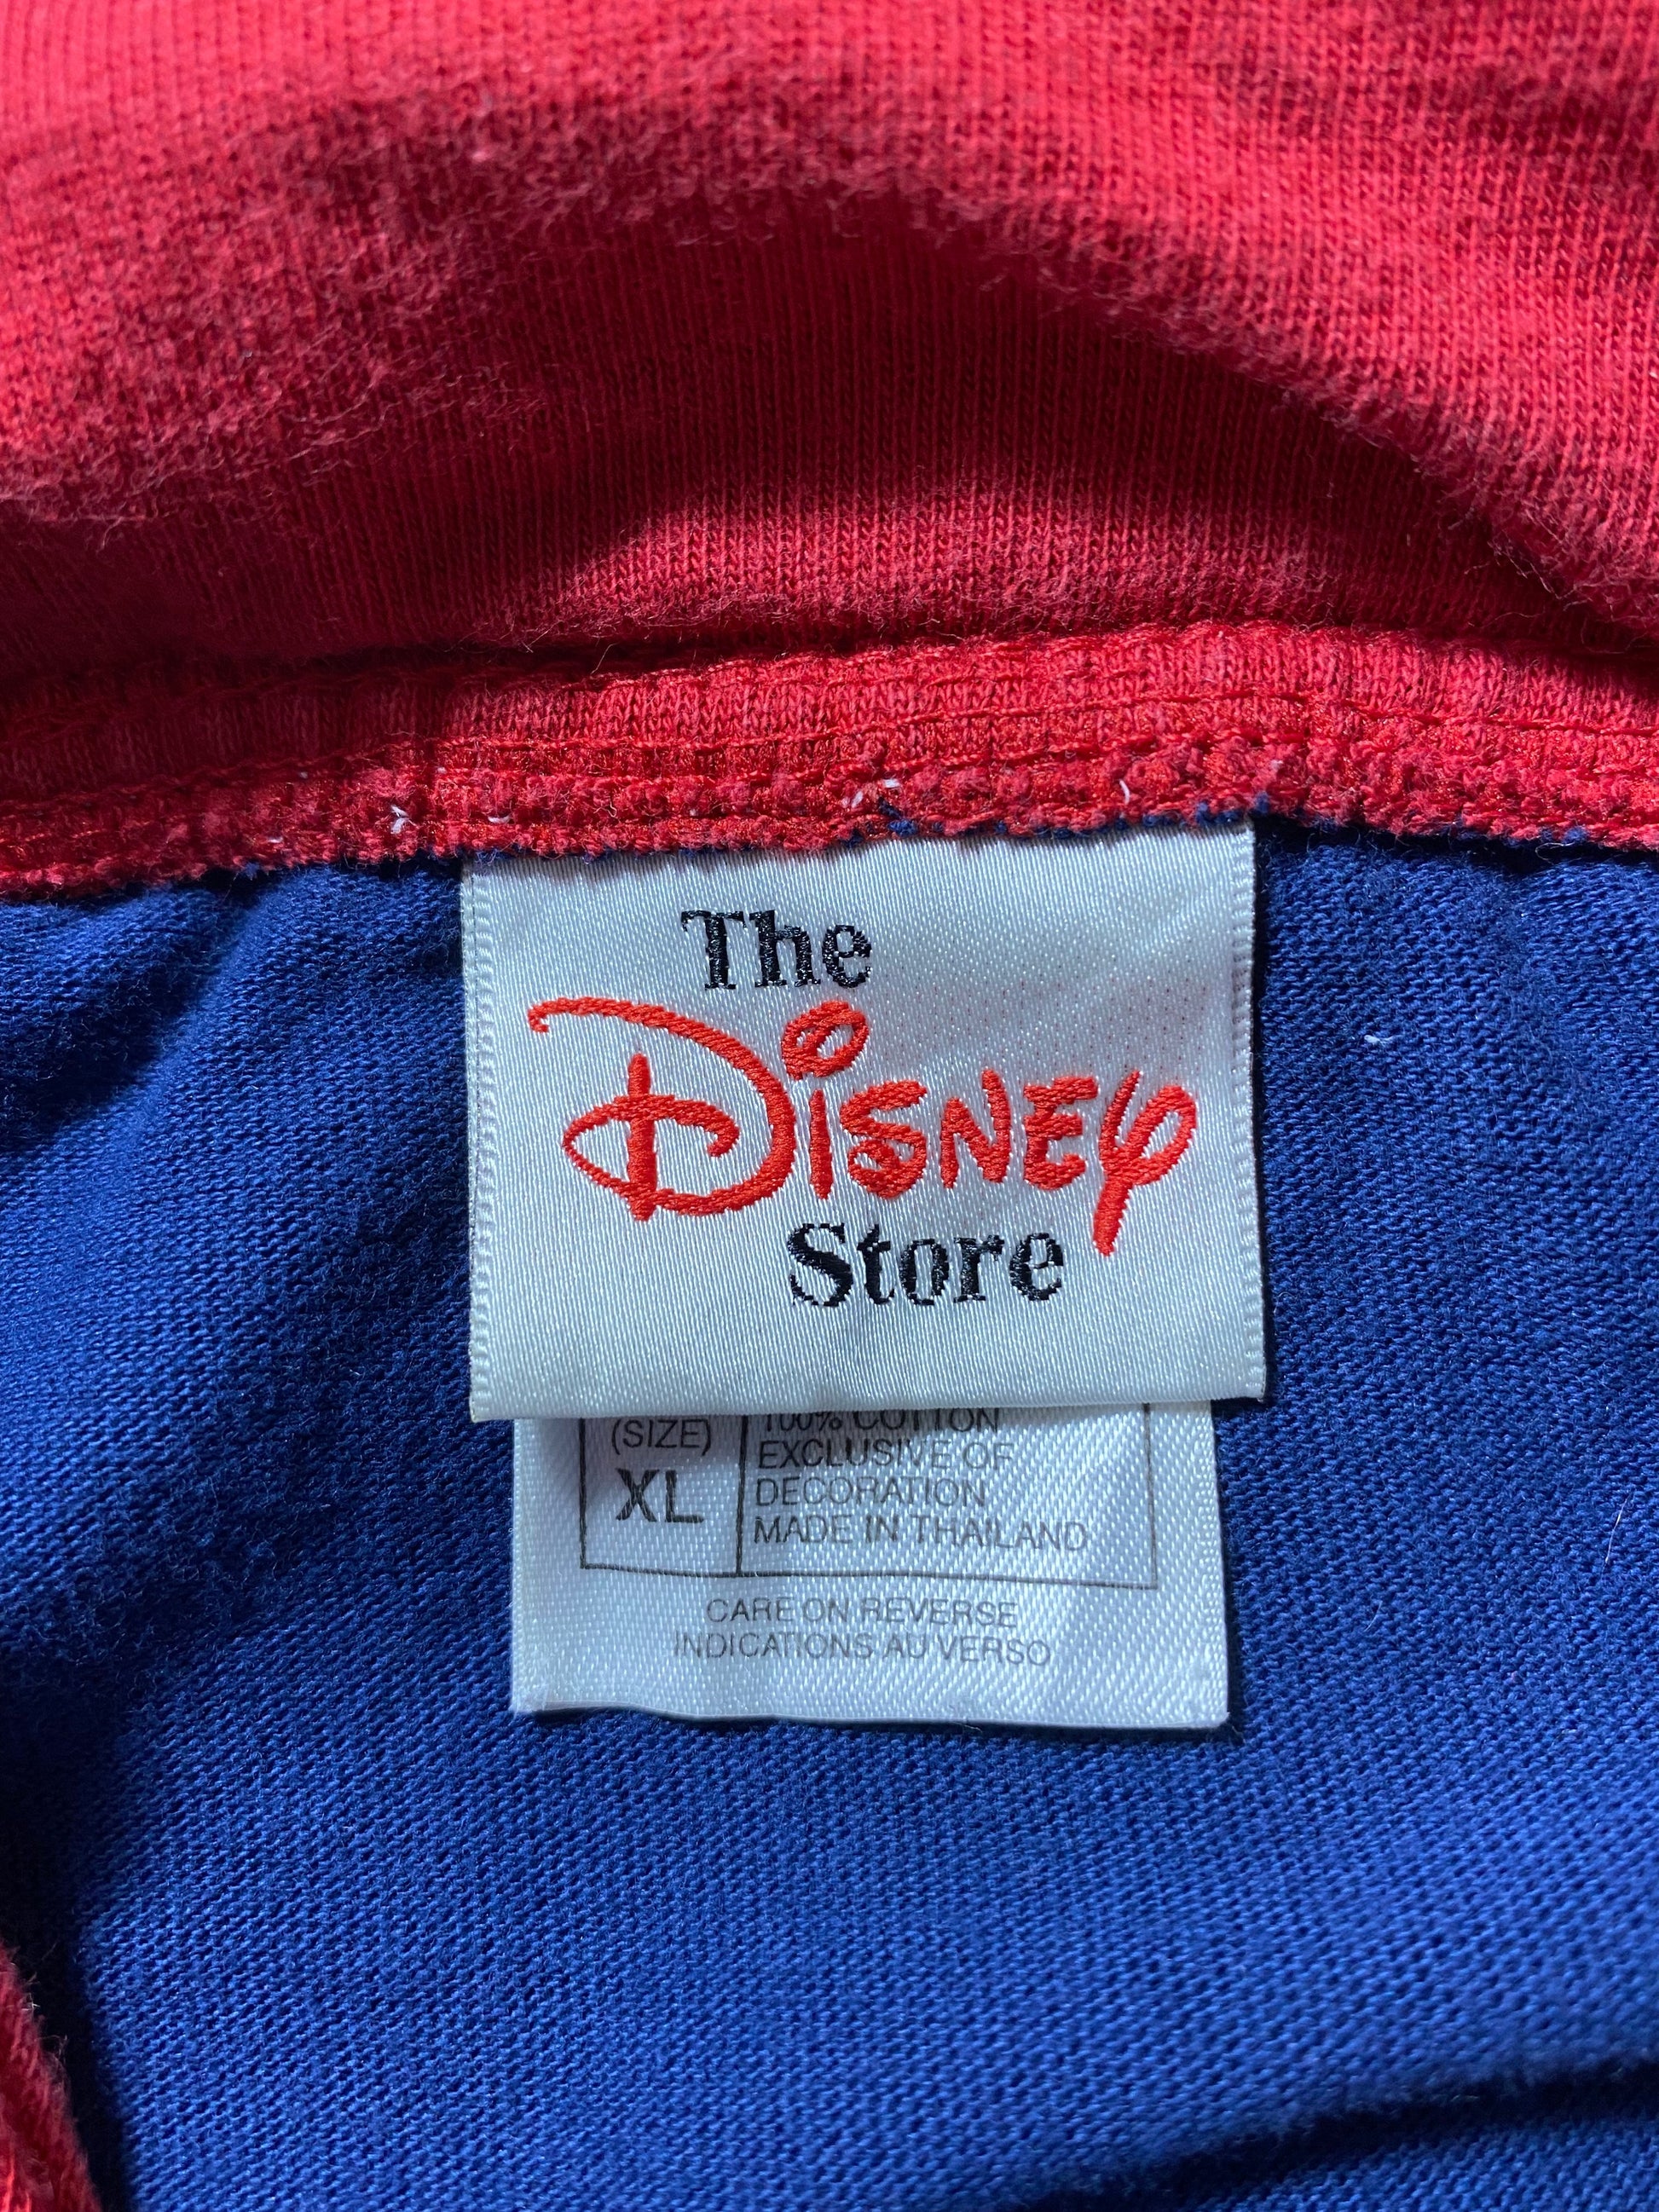 The
Disney
Store
(SIZE)
XL
100% COTTON
EXCLUSIVE OF
DECORATION
MADE IN THAILAND
CARE ON REVERSE
INDICATIONS AU VERSO